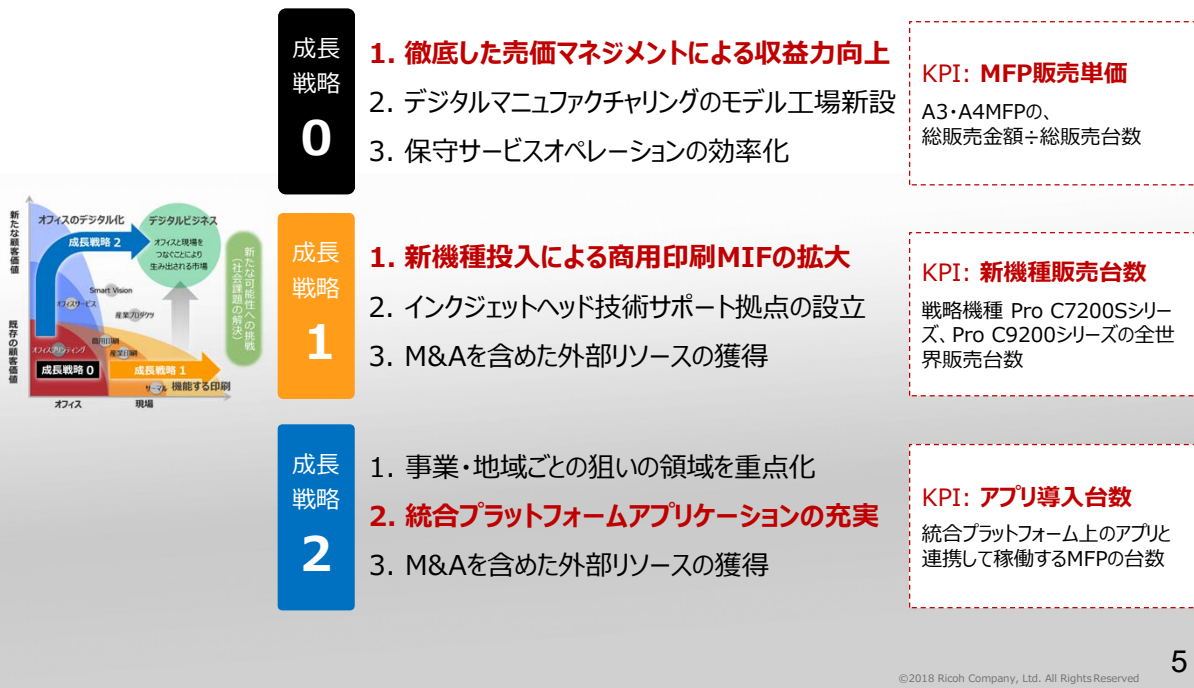 成長
戦略
0
1. 徹底した売価マネジメントによる収益力向上
2. デジタルマニュファクチャリングのモデル工場新設
3. 保守サービスオペレーションの効率化
KPI: MFP販売単価
A3・A4MFPの、
総販売金額÷総販売台数
新たな顧客価値
既存の顧客価値
オフィスのデジタル化
デジタルビジネス
成長戦略 2
オフィスと現場を
つなぐことにより
生み出される市場
新たな可能性への挑戦
(社会課題の解決)
Smart Vision
オフィスサービス
産業プロダクツ
オフィスプリンティング
商用印刷
産業印刷
成長戦略 0
成長戦略 1
サーマル
機能する印刷
オフィス
現場
成長
戦略
1
1. 新機種投入による商用印刷MIFの拡大
2. インクジェットヘッド技術サポート拠点の設立
3. M&Aを含めた外部リソースの獲得
KPI: 新機種販売台数
戦略機種 Pro C7200Sシリー
ズ、Pro C9200シリーズの全世
界販売台数
成長
戦略
2
1. 事業・地域ごとの狙いの領域を重点化
2. 統合プラットフォームアプリケーションの充実
3. M&Aを含めた外部リソースの獲得
KPI: アプリ導入台数
統合プラットフォーム上のアプリと
連携して稼働するMFPの台数
©2018 Ricoh Company, Ltd. All Rights Reserved
5